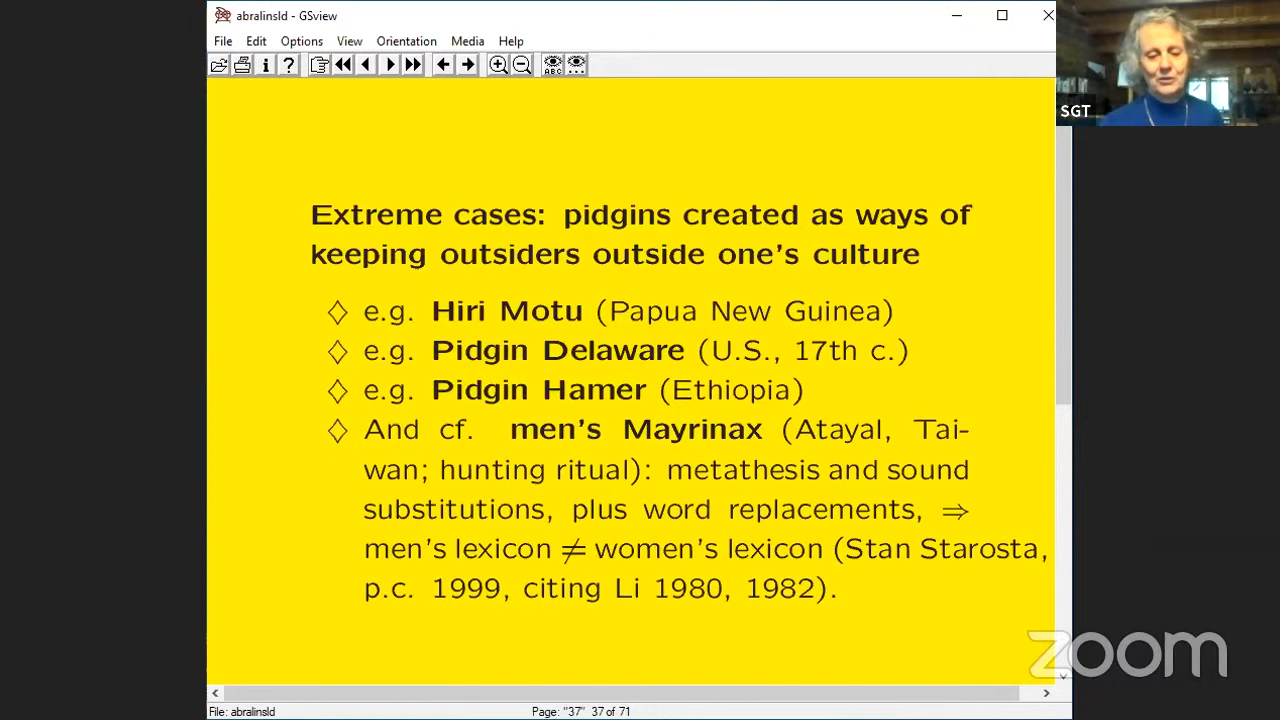 abralinsld - GSview
File Edit Options View Orientation Media Help
SGT
Extreme cases: pidgins created as ways of
keeping outsiders outside one's culture
◇ e.g. Hiri Motu (Papua New Guinea)
◇ e.g. Pidgin Delaware (U.S., 17th c.)
◇ e.g. Pidgin Hamer (Ethiopia)
◇ And cf. men's Mayrinax (Atayal, Tai-
wan; hunting ritual): metathesis and sound
substitutions, plus word replacements, ⇒
men's lexicon ≠ women's lexicon (Stan Starosta,
p.c. 1999, citing Li 1980, 1982).
zoom
File: abralinsld Page: "37" 37 of 71